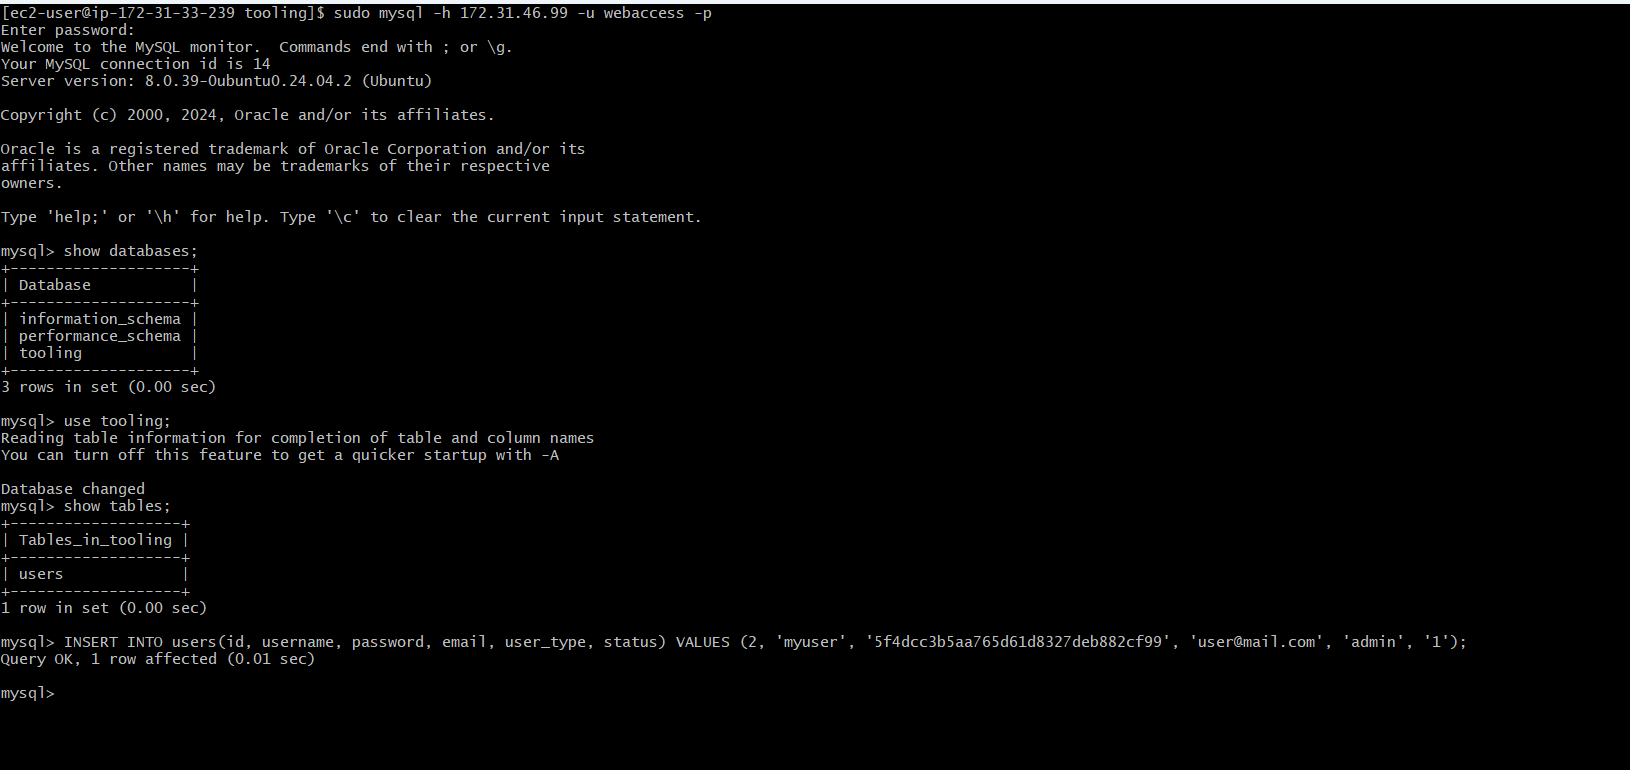 [ec2-user@ip-172-31-33-239 tooling]$ sudo mysql -h 172.31.46.99 -u webaccess -p
Enter password:
Welcome to the MySQL monitor.  Commands end with ; or \g.
Your MySQL connection id is 14
Server version: 8.0.39-0ubuntu0.24.04.2 (Ubuntu)

Copyright (c) 2000, 2024, Oracle and/or its affiliates.

Oracle is a registered trademark of Oracle Corporation and/or its
affiliates. Other names may be trademarks of their respective
owners.

Type 'help;' or '\h' for help. Type '\c' to clear the current input statement.

mysql> show databases;
+--------------------+
| Database           |
+--------------------+
| information_schema |
| performance_schema |
| tooling            |
+--------------------+
3 rows in set (0.00 sec)

mysql> use tooling;
Reading table information for completion of table and column names
You can turn off this feature to get a quicker startup with -A

Database changed
mysql> show tables;
+-------------------+
| Tables_in_tooling |
+-------------------+
| users             |
+-------------------+
1 row in set (0.00 sec)

mysql> INSERT INTO users(id, username, password, email, user_type, status) VALUES (2, 'myuser', '5f4dcc3b5aa765d61d8327deb882cf99', 'user@mail.com', 'admin', '1');
Query OK, 1 row affected (0.01 sec)

mysql>